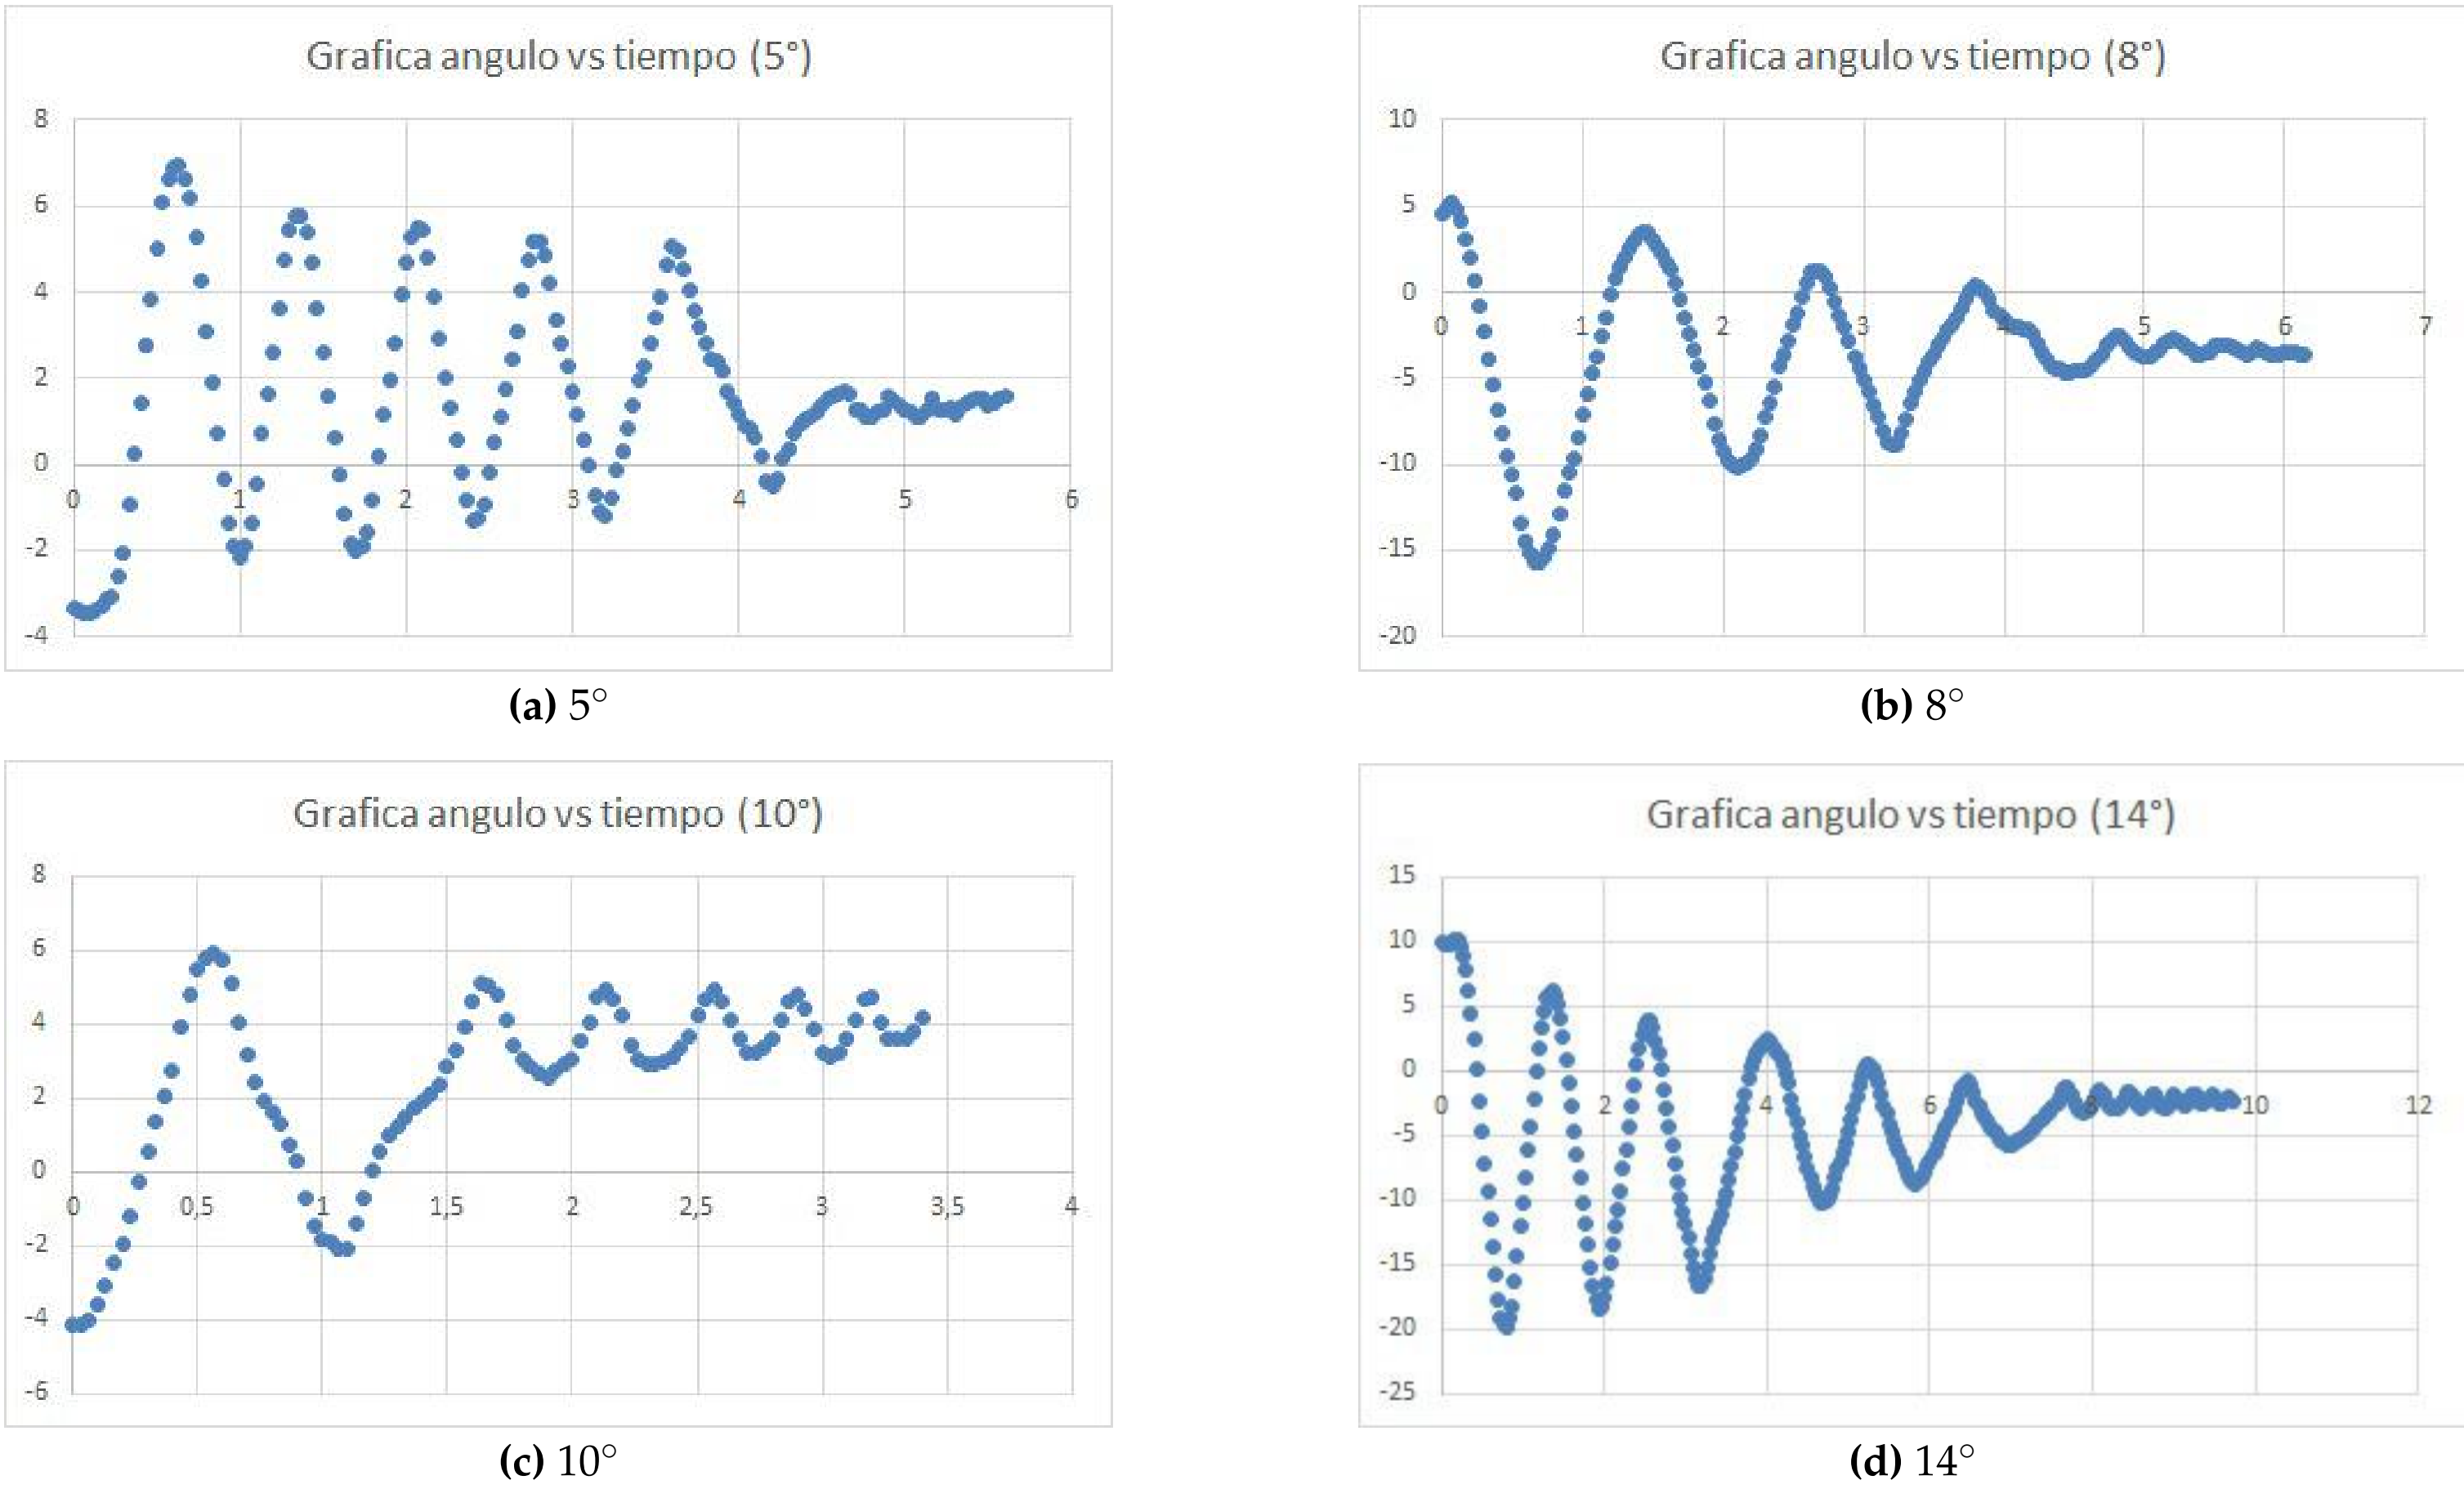 Grafica angulo vs tiempo (5°)
8
6
4
2
0
-2
-4
0 1 2 3 4 5 6
(a) 5°
Grafica angulo vs tiempo (8°)
10
5
0
-5
-10
-15
-20
0 1 2 3 4 5 6 7
(b) 8°
Grafica angulo vs tiempo (10°)
8
6
4
2
0
-2
-4
-6
0 0,5 1 1,5 2 2,5 3 3,5 4
(c) 10°
Grafica angulo vs tiempo (14°)
15
10
5
0
-5
-10
-15
-20
-25
0 2 4 6 8 10 12
(d) 14°